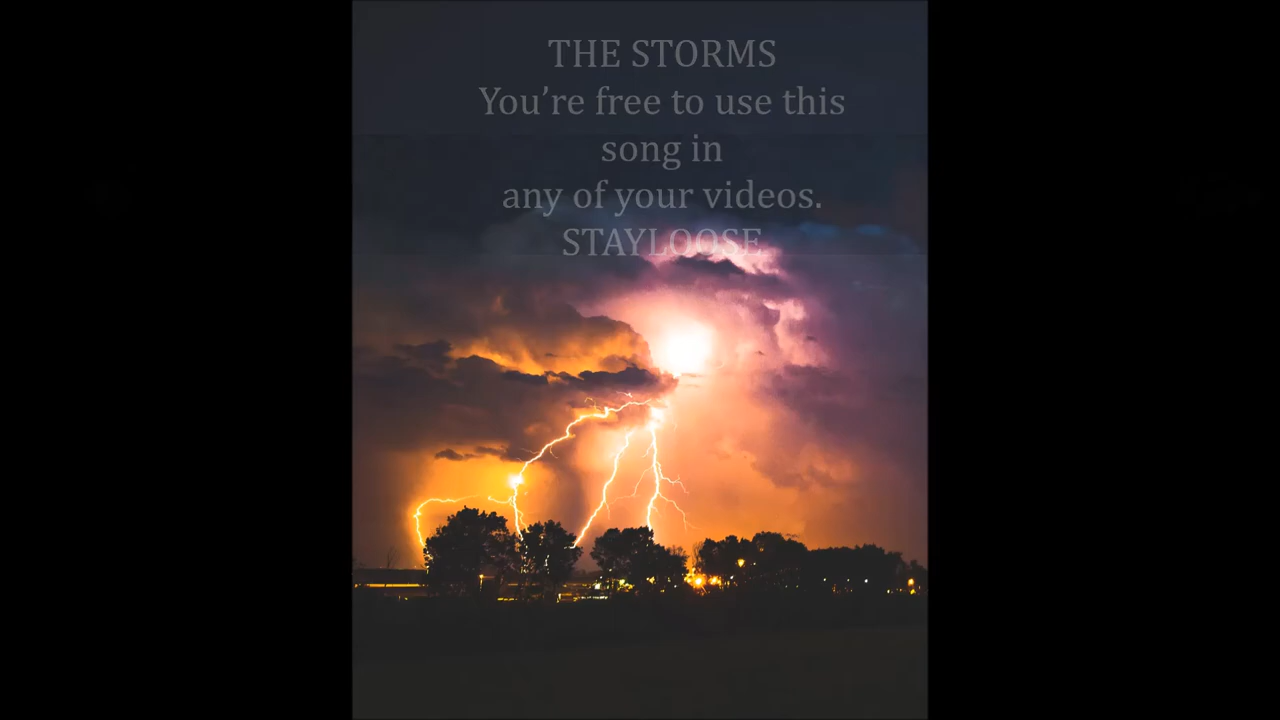 THE STORMS
You’re free to use this
song in
any of your videos.
STAYLOOSE